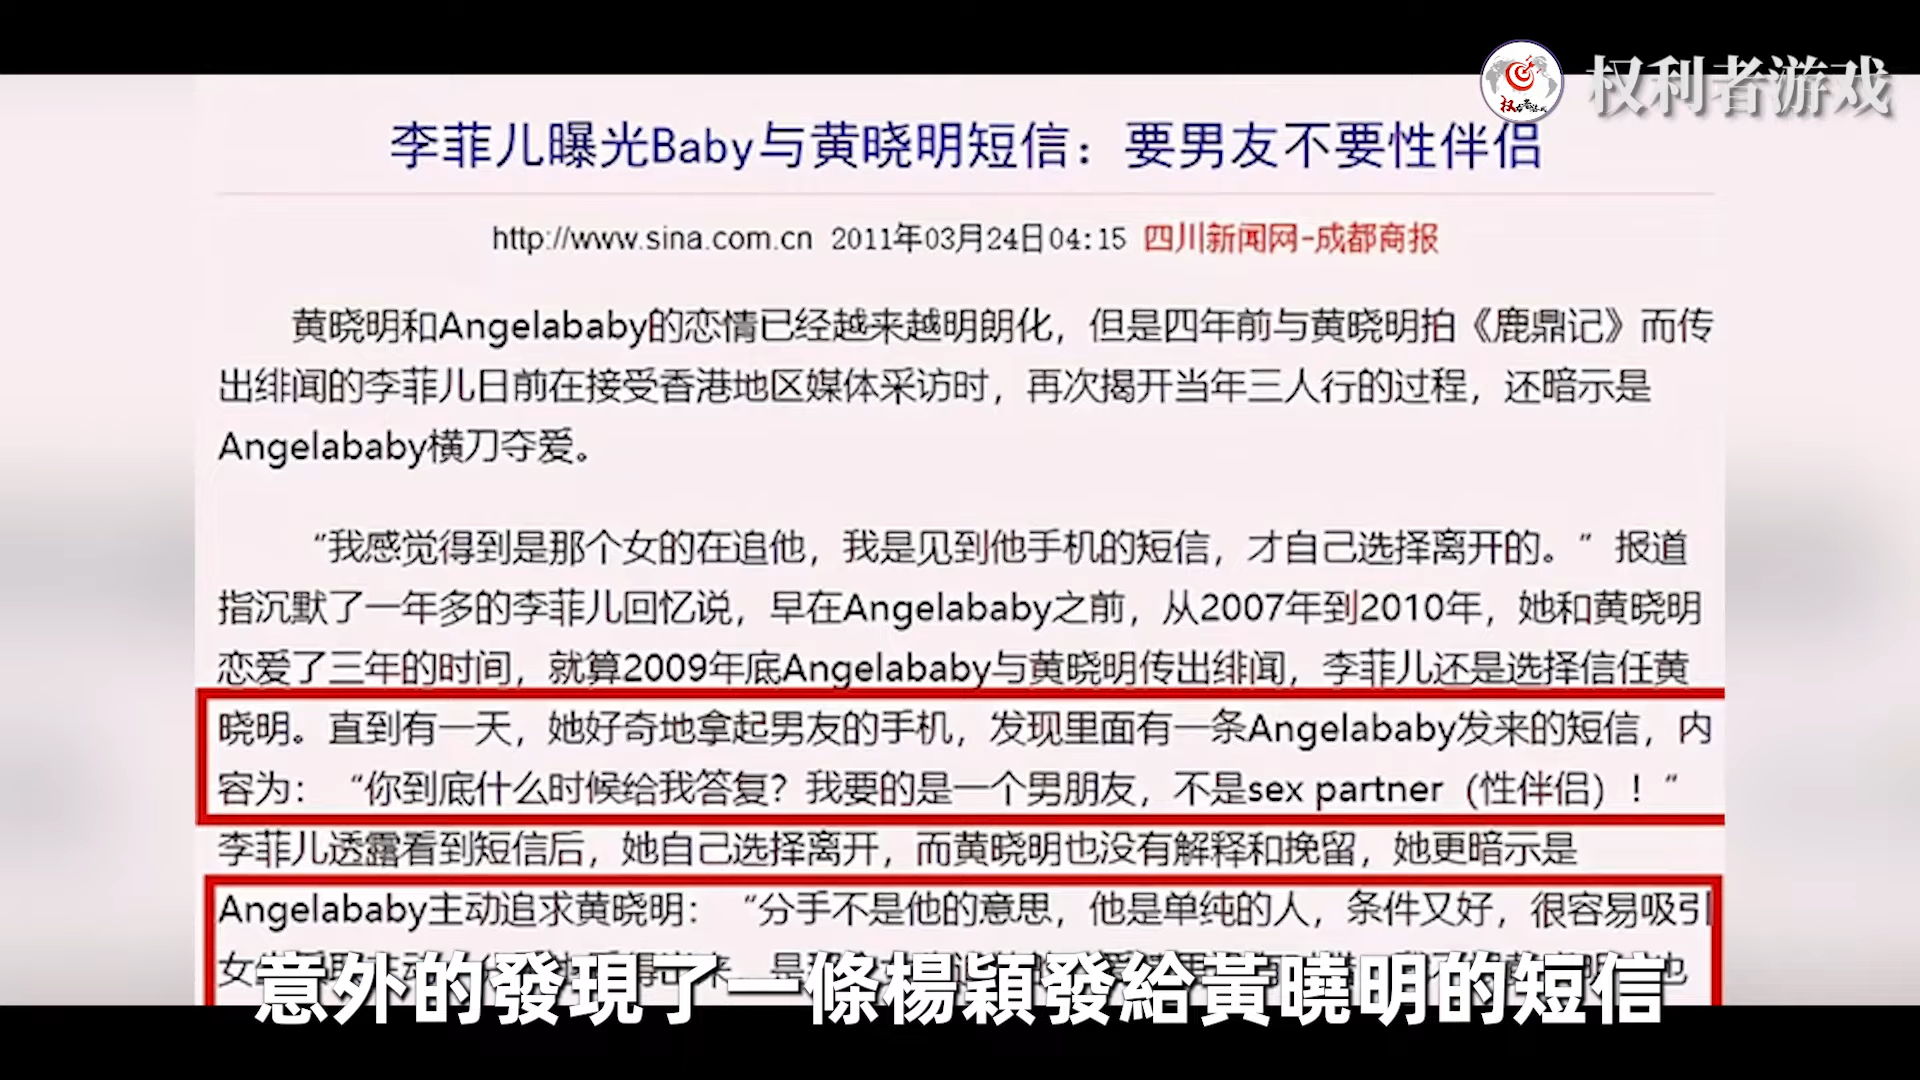 权利者游戏
李菲儿曝光Baby与黄晓明短信：要男友不要性伴侣
http://www.sina.com.cn 2011年03月24日04:15 四川新闻网-成都商报
黄晓明和Angelababy的恋情已经越来越明朗化，但是四年前与黄晓明拍《鹿鼎记》而传
出绯闻的李菲儿日前在接受香港地区媒体采访时，再次揭开当年三人行的过程，还暗示是
Angelababy横刀夺爱。
“我感觉得到是那个女的在追他，我是见到他手机的短信，才自己选择离开的。”报道
指沉默了一年多的李菲儿回忆说，早在Angelababy之前，从2007年到2010年，她和黄晓明
恋爱了三年的时间，就算2009年底Angelababy与黄晓明传出绯闻，李菲儿还是选择信任黄
晓明。直到有一天，她好奇地拿起男友的手机，发现里面有一条Angelababy发来的短信，内
容为：“你到底什么时候给我答复？我要的是一个男朋友，不是sex partner（性伴侣）！”
李菲儿透露看到短信后，她自己选择离开，而黄晓明也没有解释和挽留，她更暗示是
Angelababy主动追求黄晓明：“分手不是他的意思，他是单纯的人，条件又好，很容易吸引
意外的發現了一條楊穎發給黃曉明的短信